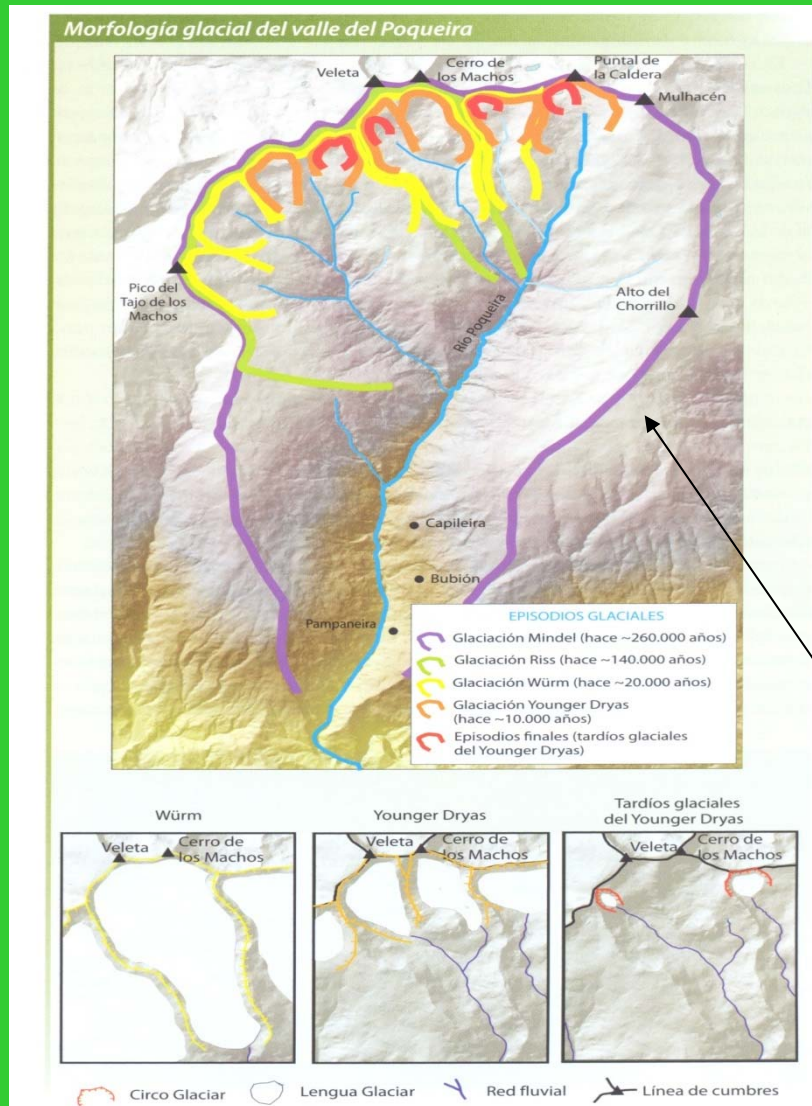 Morfología glacial del valle del Poqueira
Veleta
Cerro de
los Machos
Puntal de
la Caldera
Mulhacén
Pico del
Tajo de los
Machos
Alto del
Chorrillo
Río Poqueira
Capileira
Bubión
Pampaneira
EPISODIOS GLACIALES
Glaciación Mindel (hace ~260.000 años)
Glaciación Riss (hace ~140.000 años)
Glaciación Würm (hace ~20.000 años)
Glaciación Younger Dryas
(hace ~10.000 años)
Episodios finales (tardíos glaciales
del Younger Dryas)
Würm
Veleta
Cerro de
los Machos
Younger Dryas
Veleta
Cerro de
los Machos
Tardíos glaciales
del Younger Dryas
Veleta
Cerro de
los Machos
Circo Glaciar
Lengua Glaciar
Red fluvial
Línea de cumbres